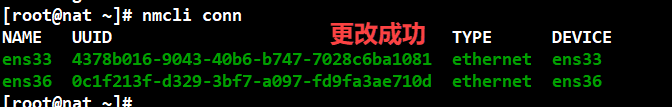 [root@nat ~]# nmcli conn
NAME UUID 更改成功 TYPE DEVICE
ens33 4378b016-9043-40b6-b747-7028c6ba1081 ethernet ens33
ens36 0c1f213f-d329-3bf7-a097-fd9fa3ae710d ethernet ens36
[root@nat ~]#